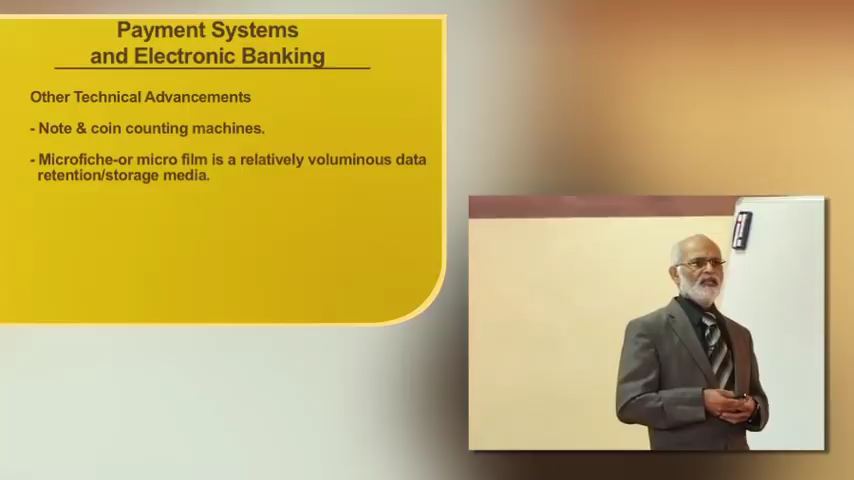 Payment Systems
and Electronic Banking
Other Technical Advancements
- Note & coin counting machines.
- Microfiche-or micro film is a relatively voluminous data
retention/storage media.